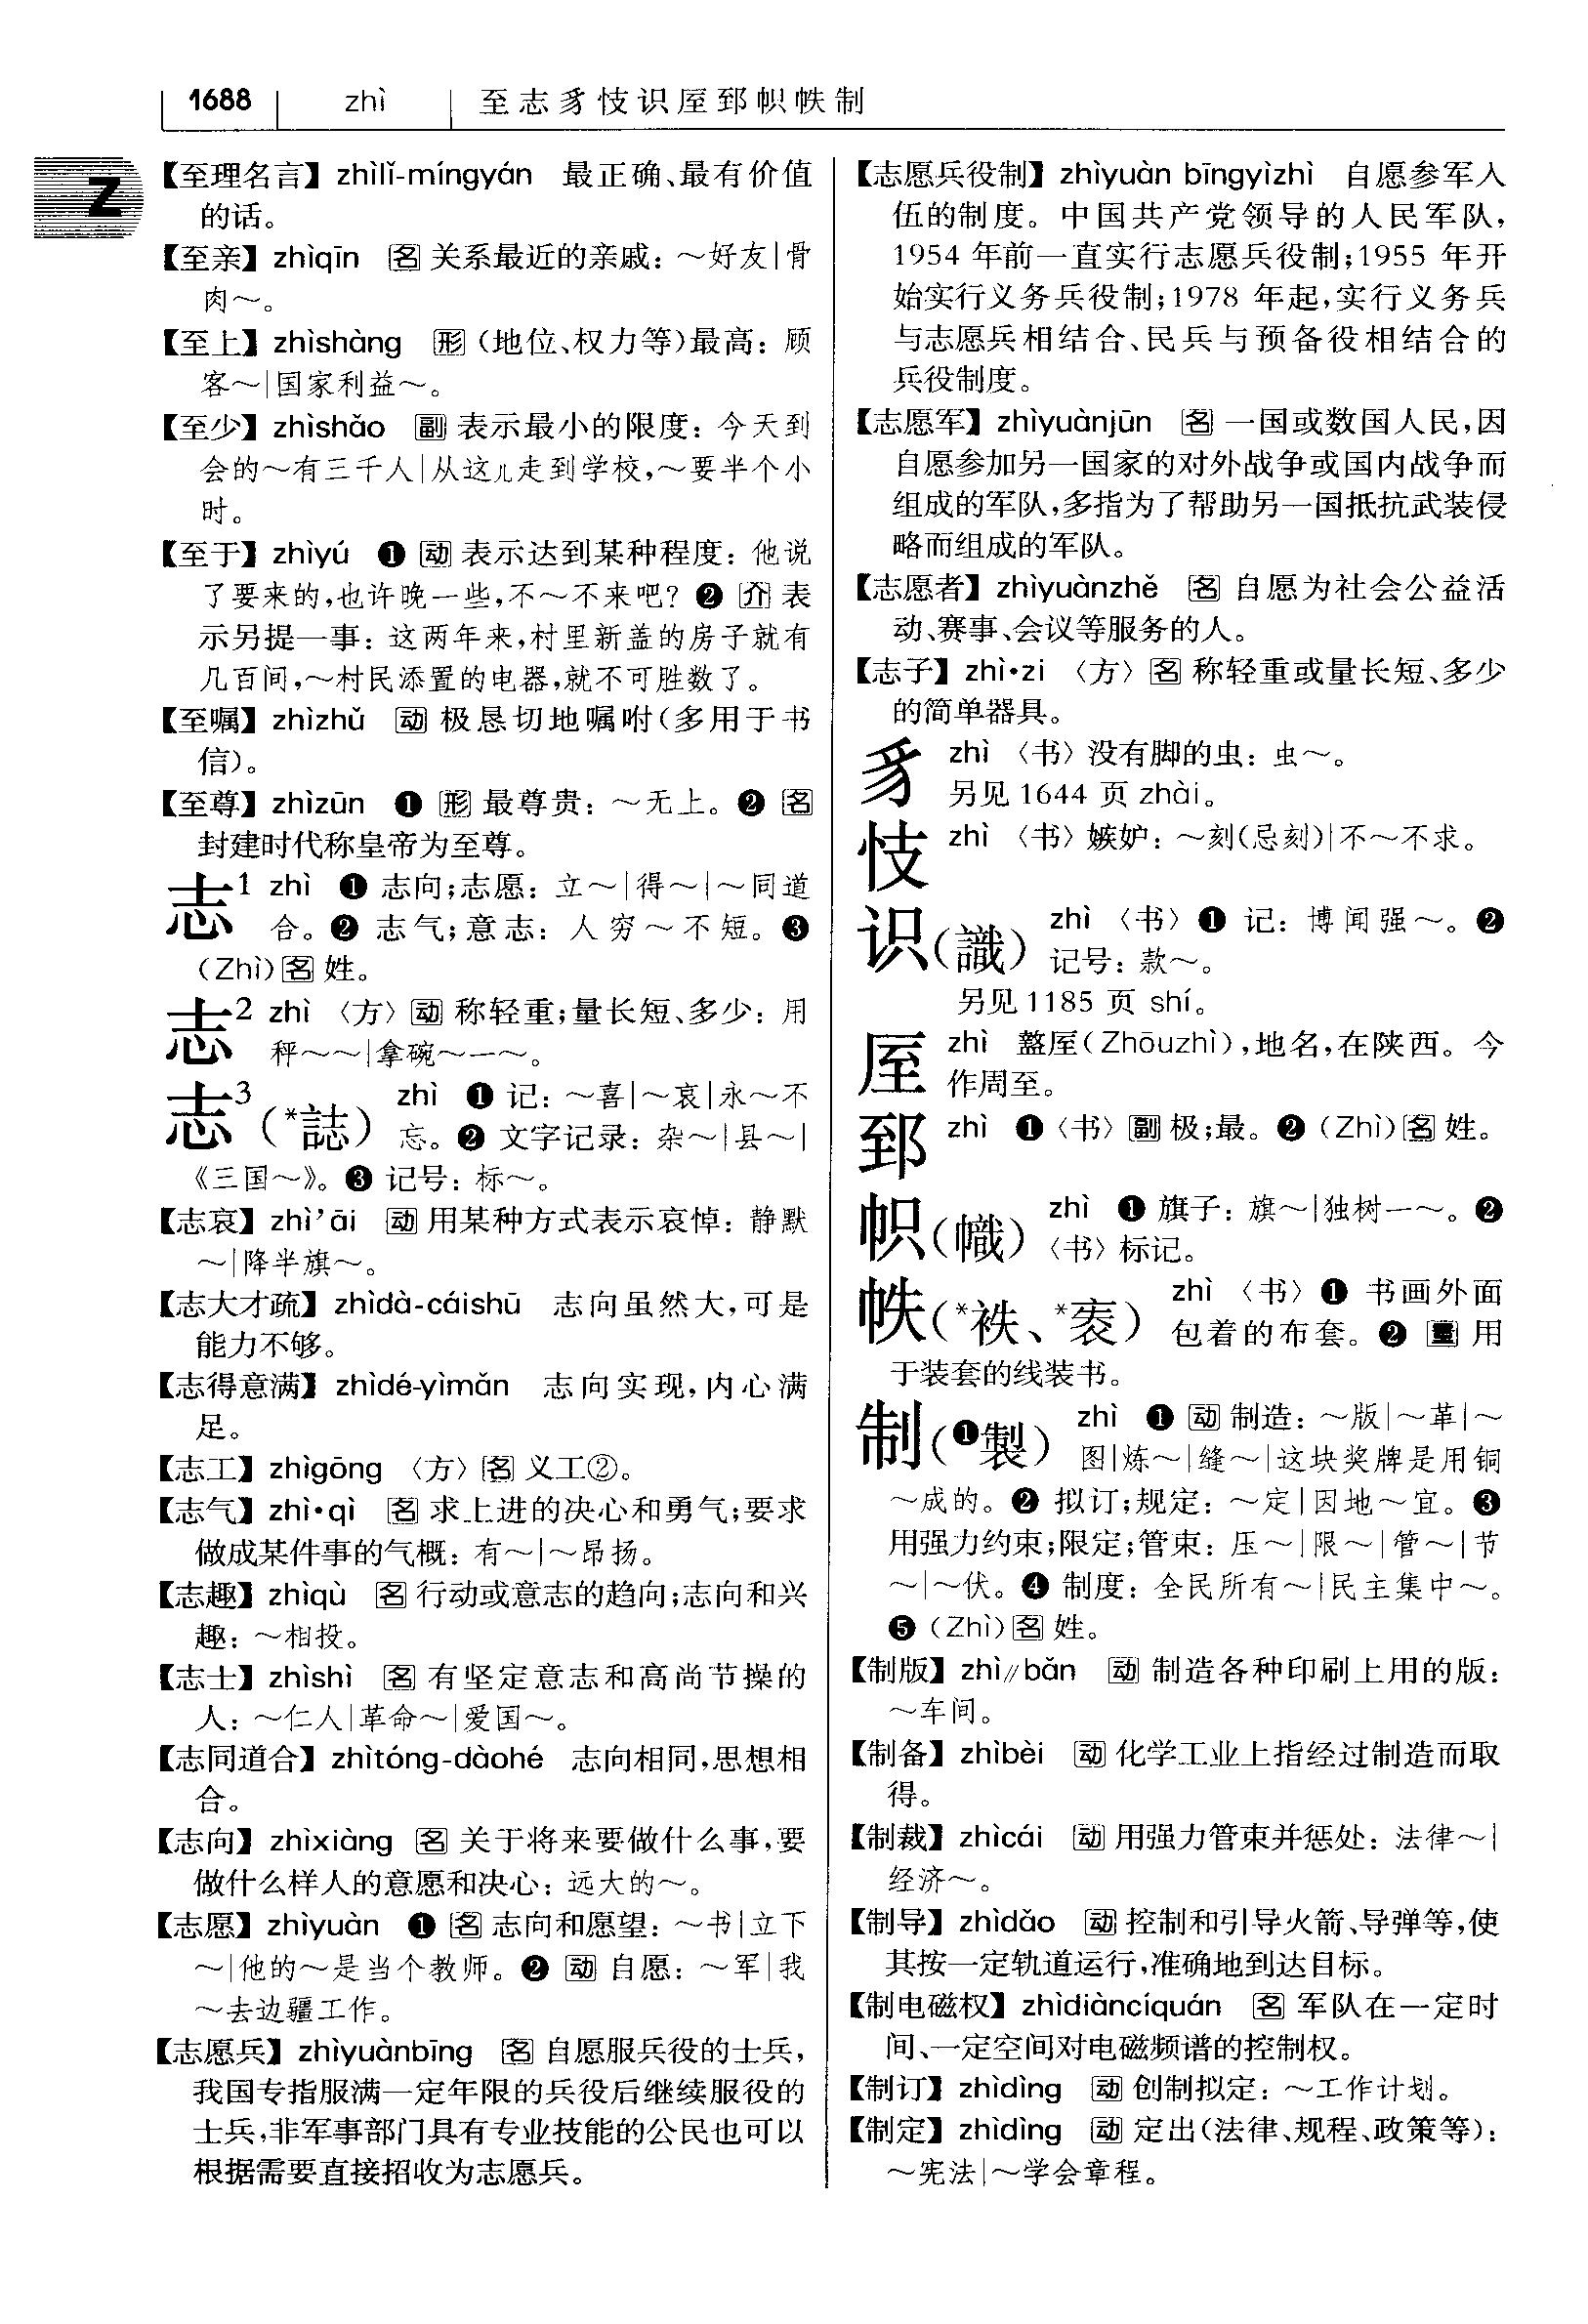 1688 zhì 至志豸忮识厔郅帜帙制
Z
【至理名言】zhìlǐ-míngyán 最正确、最有价值
的话。
【至亲】zhìqīn 名 关系最近的亲戚：～好友|骨
肉～。
【至上】zhìshàng 形（地位、权力等）最高：顾
客～|国家利益～。
【至少】zhìshǎo 副 表示最小的限度：今天到
会的～有三千人|从这儿走到学校，～要半个小
时。
【至于】zhìyú ❶ 动 表示达到某种程度：他说
了要来的，也许晚一些，不～不来吧？❷ 介 表
示另提一事：这两年来，村里新盖的房子就有
几百间，～村民添置的电器，就不可胜数了。
【至嘱】zhìzhǔ 动 极恳切地嘱咐（多用于书
信）。
【至尊】zhìzūn ❶ 形 最尊贵：～无上。❷ 名
封建时代称皇帝为至尊。
志1 zhì ❶ 志向；志愿：立～|得～|～同道
合。❷ 志气；意志：人穷～不短。❸
（Zhì）名 姓。
志2 zhì 〈方〉动 称轻重；量长短、多少：用
秤～～|拿碗～一～。
志3（*誌） zhì ❶ 记：～喜|～哀|永～不
忘。❷ 文字记录：杂～|县～|
《三国～》。❸ 记号：标～。
【志哀】zhì’āi 动 用某种方式表示哀悼：静默
～|降半旗～。
【志大才疏】zhìdà-cáishū 志向虽然大，可是
能力不够。
【志得意满】zhìdé-yìmǎn 志向实现，内心满
足。
【志工】zhìgōng 〈方〉名 义工②。
【志气】zhì•qì 名 求上进的决心和勇气；要求
做成某件事的气概：有～|～昂扬。
【志趣】zhìqù 名 行动或意志的趋向；志向和兴
趣：～相投。
【志士】zhìshì 名 有坚定意志和高尚节操的
人：～仁人|革命～|爱国～。
【志同道合】zhìtóng-dàohé 志向相同，思想相
合。
【志向】zhìxiàng 名 关于将来要做什么事，要
做什么样人的意愿和决心：远大的～。
【志愿】zhìyuàn ❶ 名 志向和愿望：～书|立下
～|他的～是当个教师。❷ 动 自愿：～军|我
～去边疆工作。
【志愿兵】zhìyuànbīng 名 自愿服兵役的士兵，
我国专指服满一定年限的兵役后继续服役的
士兵，非军事部门具有专业技能的公民也可以
根据需要直接招收为志愿兵。
【志愿兵役制】zhìyuàn bīngyìzhì 自愿参军入
伍的制度。中国共产党领导的人民军队，
1954 年前一直实行志愿兵役制；1955 年开
始实行义务兵役制；1978 年起，实行义务兵
与志愿兵相结合、民兵与预备役相结合的
兵役制度。
【志愿军】zhìyuànjūn 名 一国或数国人民，因
自愿参加另一国家的对外战争或国内战争而
组成的军队，多指为了帮助另一国抵抗武装侵
略而组成的军队。
【志愿者】zhìyuànzhě 名 自愿为社会公益活
动、赛事、会议等服务的人。
【志子】zhì•zi 〈方〉名 称轻重或量长短、多少
的简单器具。
豸 zhì 〈书〉没有脚的虫：虫～。
另见 1644 页 zhài。
忮 zhì 〈书〉嫉妒：～刻（忌刻）|不～不求。
识（識） zhì 〈书〉❶ 记：博闻强～。❷
记号：款～。
另见 1185 页 shí。
厔 zhì 盩厔（Zhōuzhì），地名，在陕西。今
作周至。
郅 zhì ❶〈书〉副 极；最。❷（Zhì）名 姓。
帜（幟） zhì ❶ 旗子：旗～|独树一～。❷
〈书〉标记。
帙（*袟、*袠） zhì 〈书〉❶ 书画外面
包着的布套。❷ 量 用
于装套的线装书。
制（❶製） zhì ❶ 动 制造：～版|～革|～
图|炼～|缝～|这块奖牌是用铜
～成的。❷ 拟订；规定：～定|因地～宜。❸
用强力约束；限定；管束：压～|限～|管～|节
～|～伏。❹ 制度：全民所有～|民主集中～。
❺（Zhì）名 姓。
【制版】zhì∥bǎn 动 制造各种印刷上用的版：
～车间。
【制备】zhìbèi 动 化学工业上指经过制造而取
得。
【制裁】zhìcái 动 用强力管束并惩处：法律～|
经济～。
【制导】zhìdǎo 动 控制和引导火箭、导弹等，使
其按一定轨道运行，准确地到达目标。
【制电磁权】zhìdiàncíquán 名 军队在一定时
间、一定空间对电磁频谱的控制权。
【制订】zhìdìng 动 创制拟定：～工作计划。
【制定】zhìdìng 动 定出（法律、规程、政策等）：
～宪法|～学会章程。